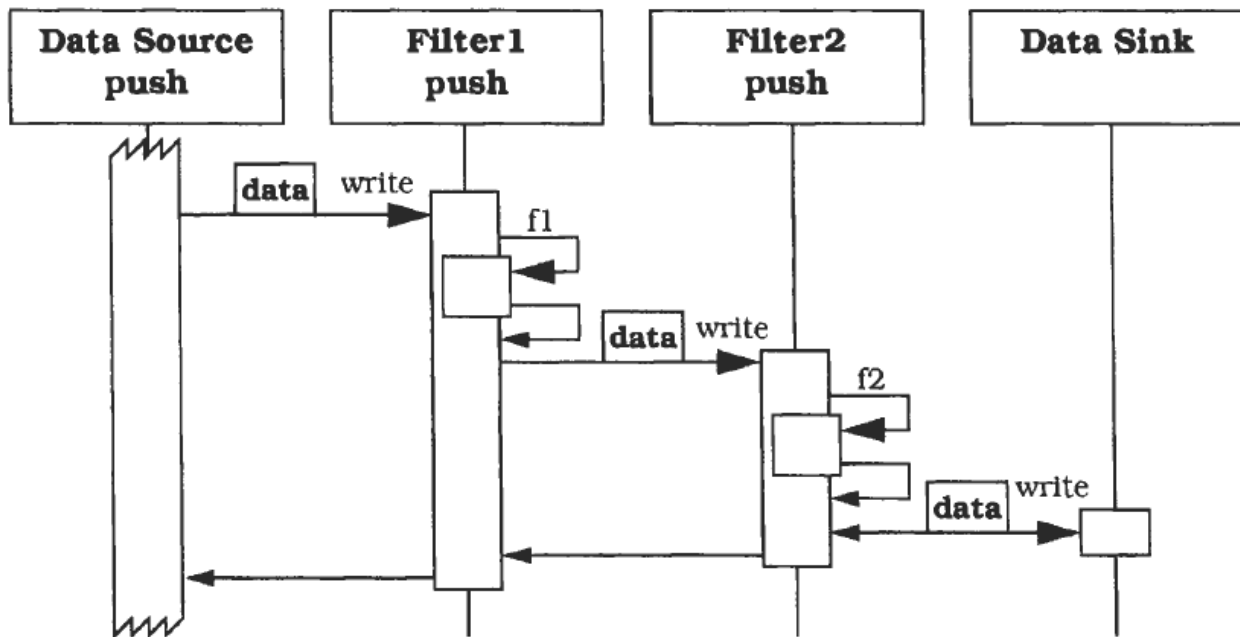 Data Source
push
Filter1
push
Filter2
push
Data Sink
data
write
f1
data
write
f2
data
write